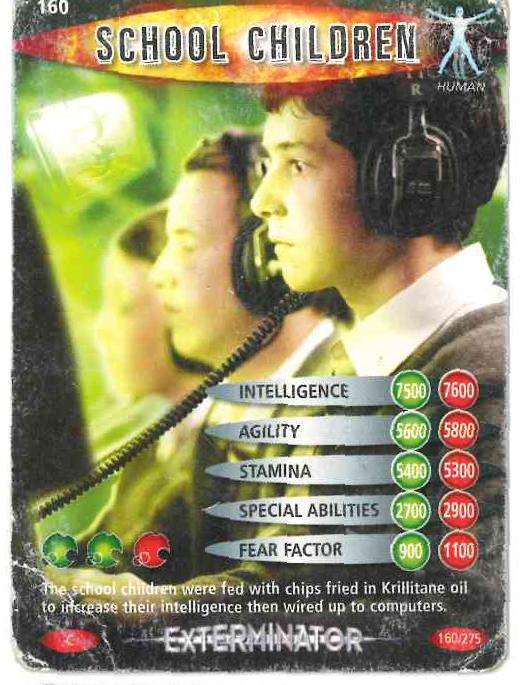 160
SCHOOL CHILDREN
HUMAN
R
INTELLIGENCE 7500 7600
AGILITY 5600 5800
STAMINA 5400 5300
SPECIAL ABILITIES 2700 2900
FEAR FACTOR 900 1100
The school children were fed with chips fried in Krillitane oil
to increase their intelligence then wired up to computers.
C
EXTERMINATOR
160/275